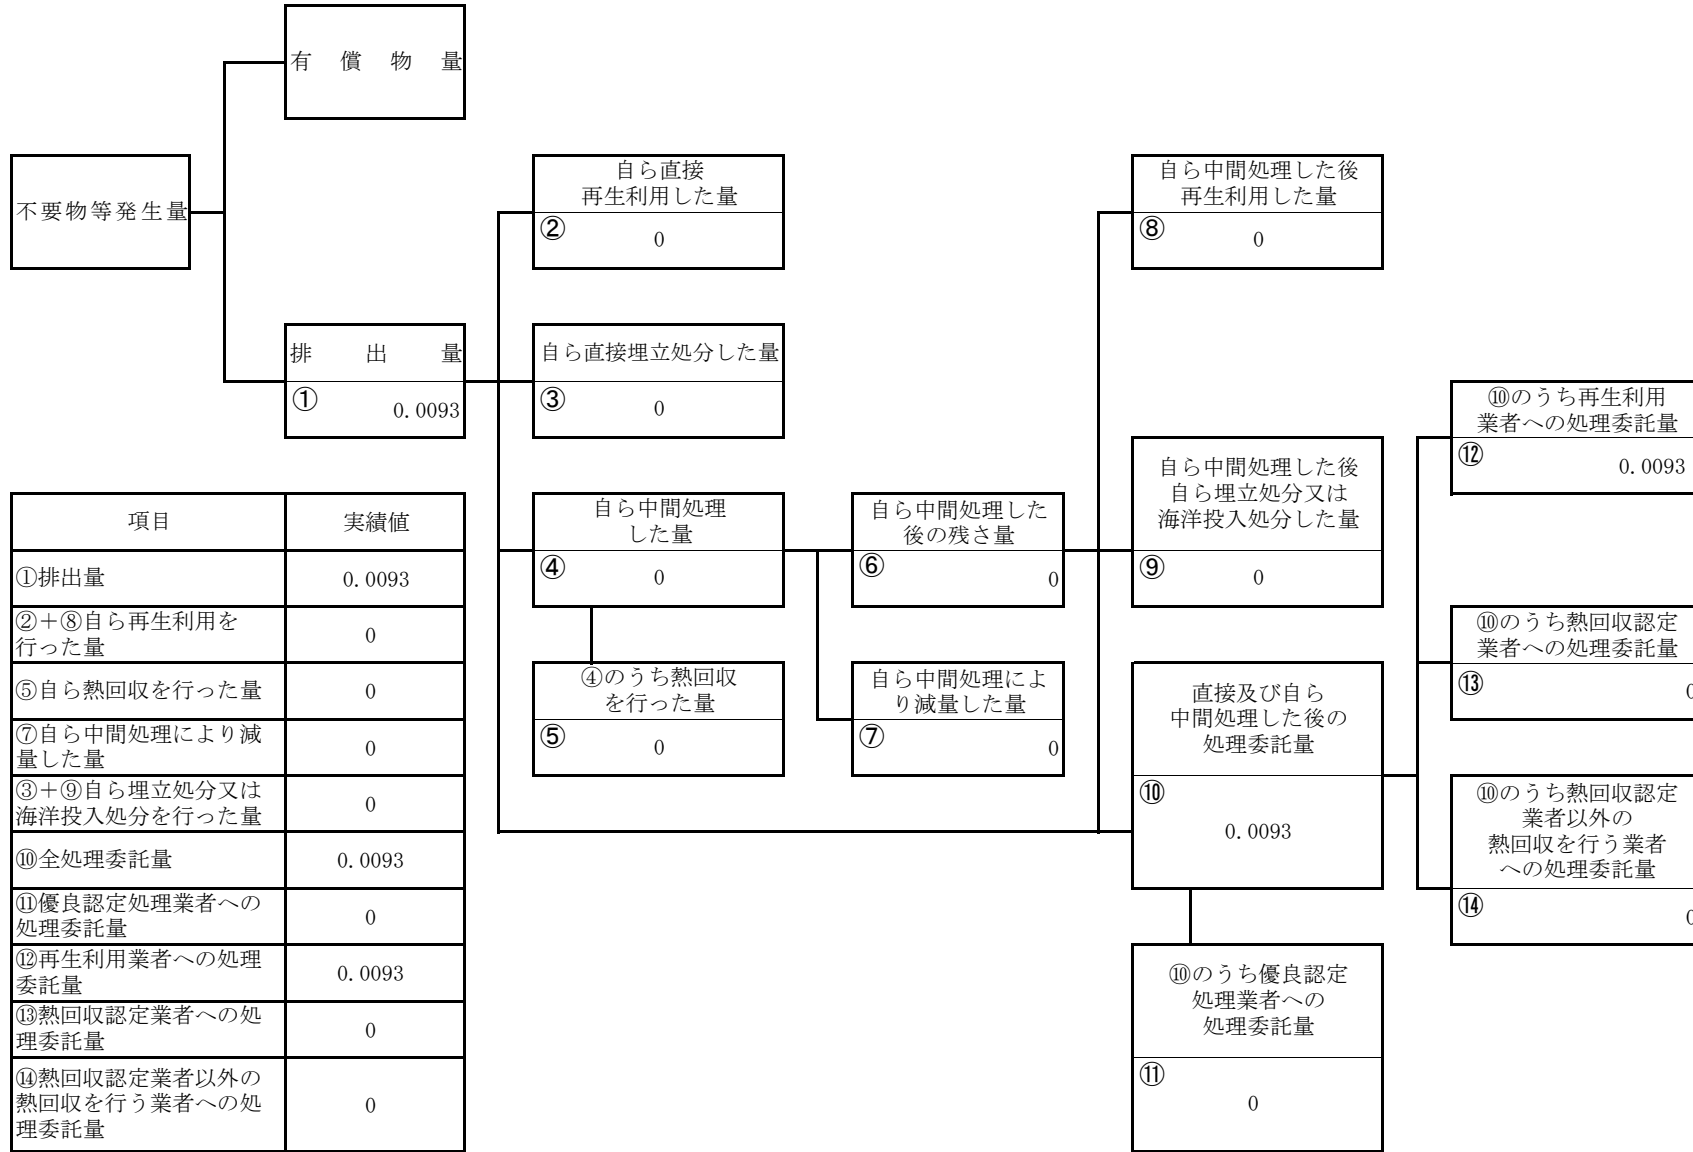 有償物量
不要物等発生量
自ら直接
再生利用した量
②
0
自ら中間処理した後
再生利用した量
⑧
0
排出量
①
0.0093
自ら直接埋立処分した量
③
0
⑩のうち再生利用
業者への処理委託量
⑫
0.0093
自ら中間処理した後
自ら埋立処分又は
海洋投入処分した量
⑨
0
自ら中間処理
した量
④
0
自ら中間処理した
後の残さ量
⑥
0
⑩のうち熱回収認定
業者への処理委託量
⑬
0
④のうち熱回収
を行った量
⑤
0
自ら中間処理によ
り減量した量
⑦
0
直接及び自ら
中間処理した後の
処理委託量
⑩
0.0093
⑩のうち熱回収認定
業者以外の
熱回収を行う業者
への処理委託量
⑭
0
⑩のうち優良認定
処理業者への
処理委託量
⑪
0
項目 実績値
①排出量 0.0093
②＋⑧自ら再生利用を
行った量 0
⑤自ら熱回収を行った量 0
⑦自ら中間処理により減
量した量 0
③＋⑨自ら埋立処分又は
海洋投入処分を行った量 0
⑩全処理委託量 0.0093
⑪優良認定処理業者への
処理委託量 0
⑫再生利用業者への処理
委託量 0.0093
⑬熱回収認定業者への処
理委託量 0
⑭熱回収認定業者以外の
熱回収を行う業者への処
理委託量 0